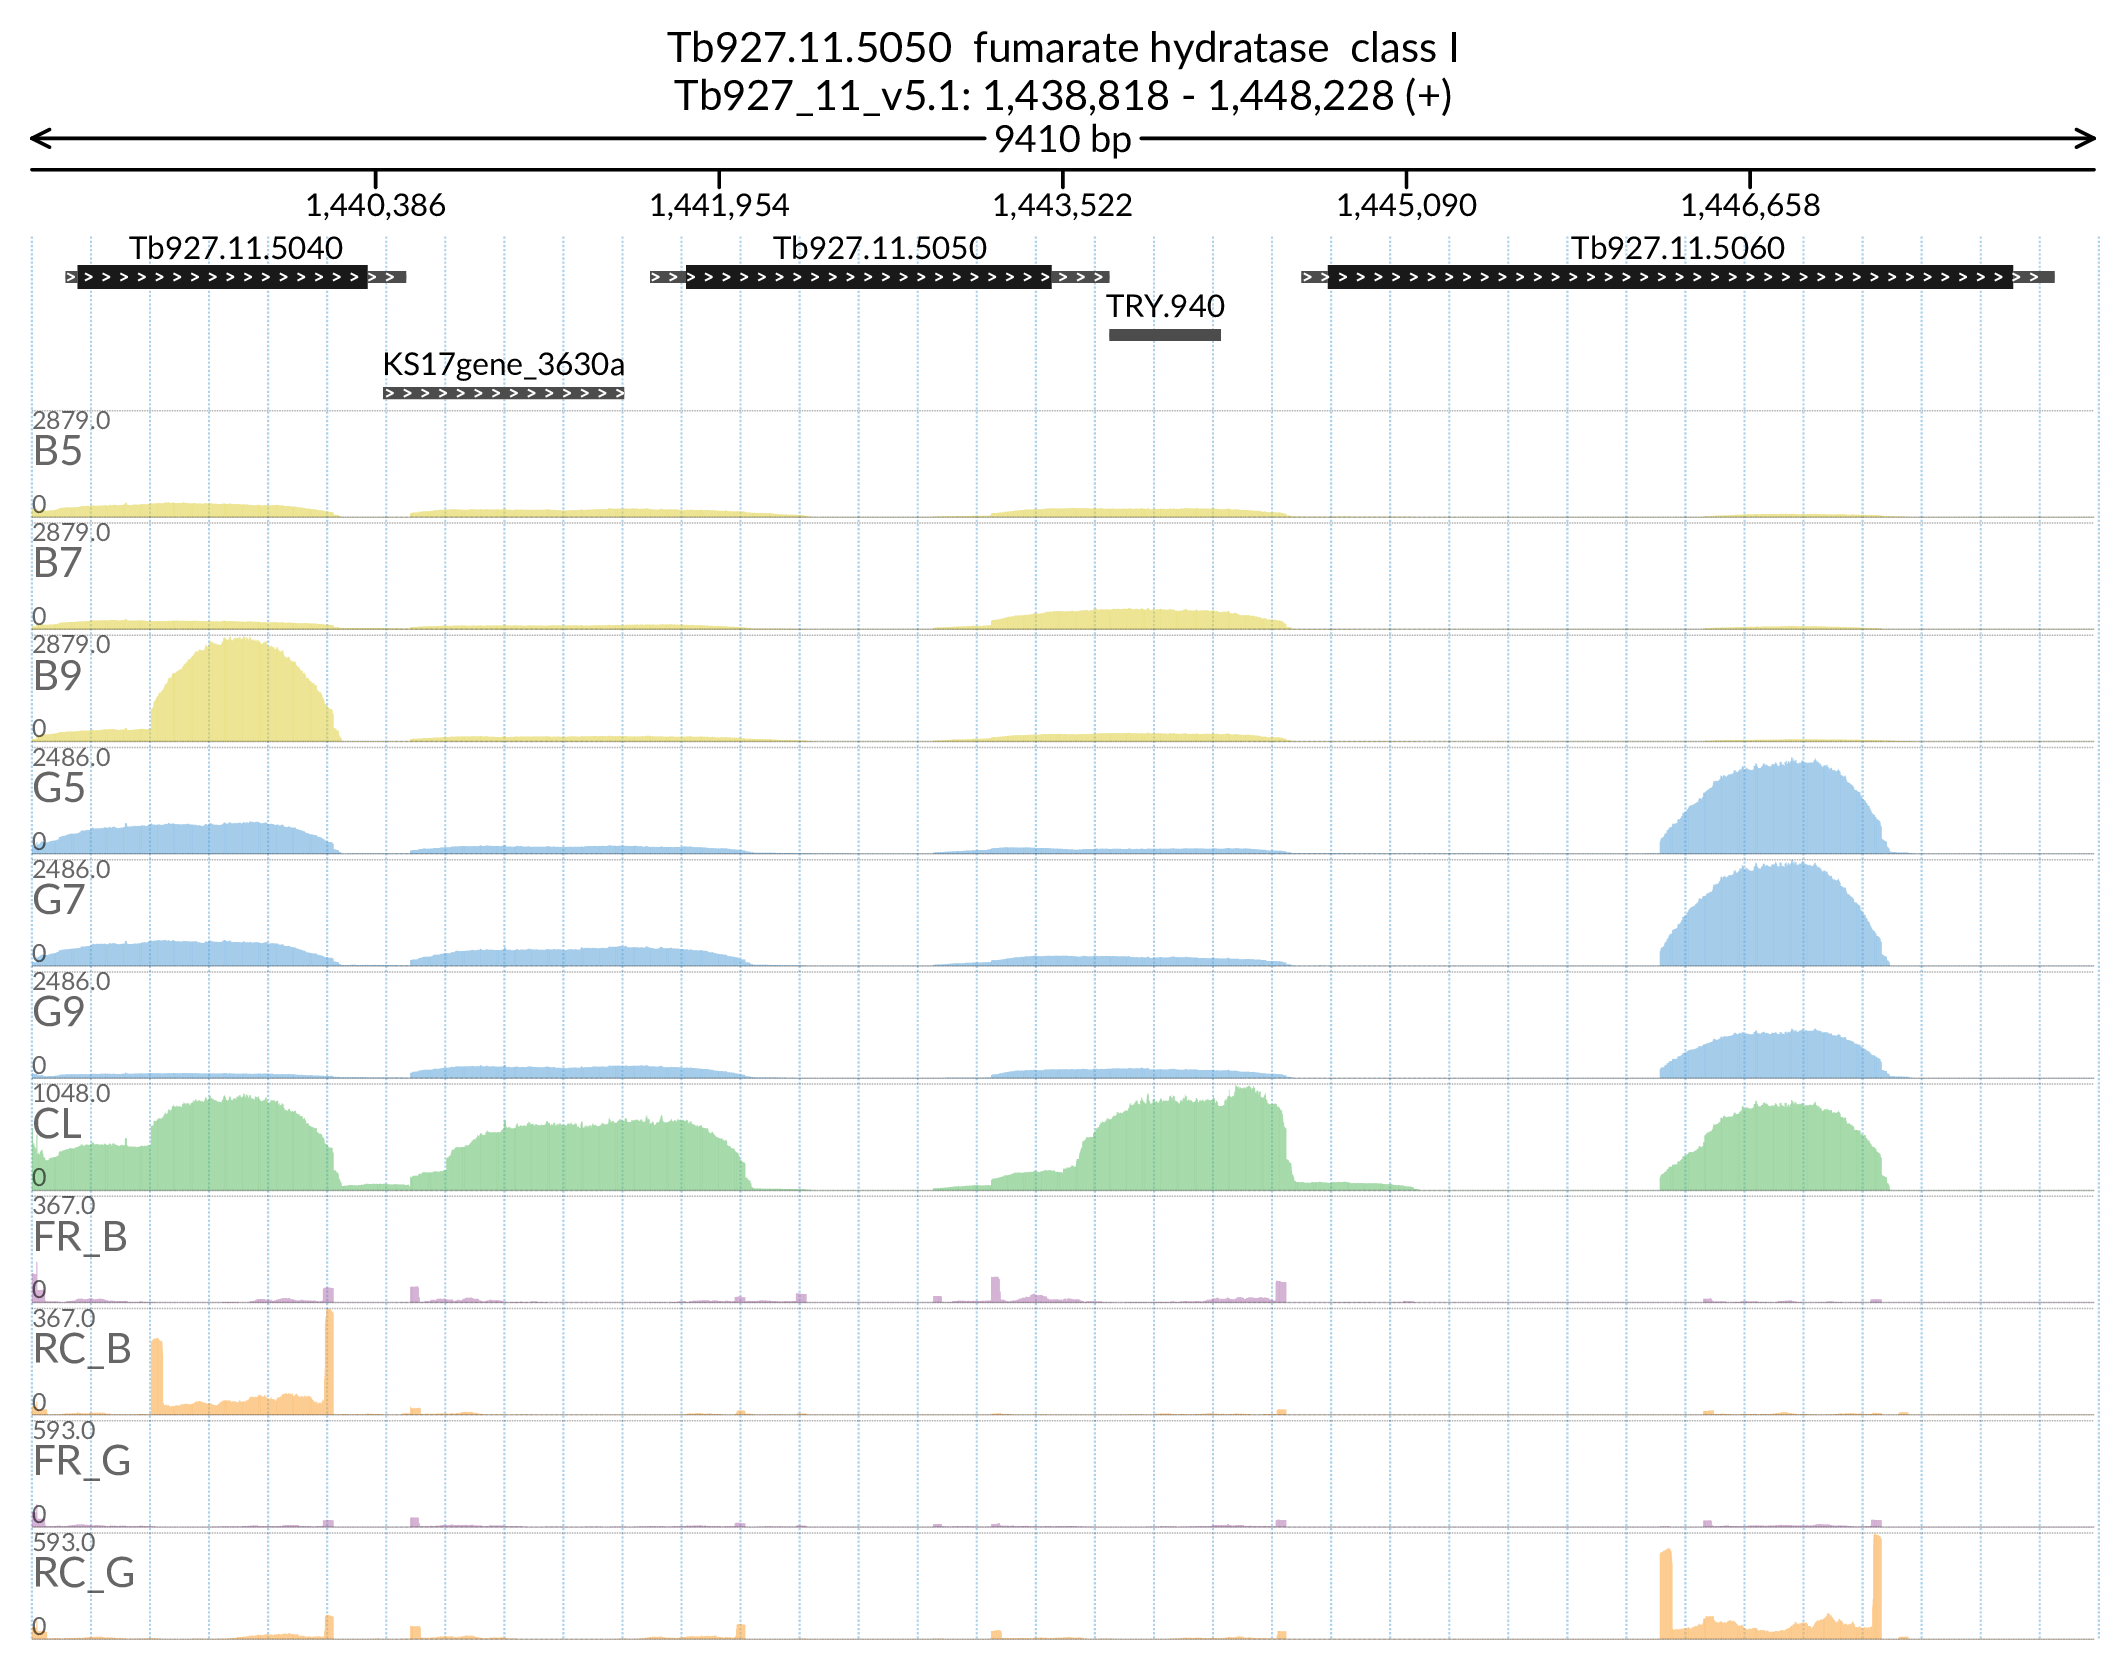 Tb927.11.5050  fumarate hydratase  class I
Tb927_11_v5.1: 1,438,818 - 1,448,228 (+)
9410 bp
1,440,386 1,441,954 1,443,522 1,445,090 1,446,658
Tb927.11.5040 Tb927.11.5050 Tb927.11.5060
TRY.940
KS17gene_3630a
2879.0
B5
0
2879.0
B7
0
2879.0
B9
0
2486.0
G5
0
2486.0
G7
0
2486.0
G9
0
1048.0
CL
0
367.0
FR_B
0
367.0
RC_B
0
593.0
FR_G
0
593.0
RC_G
0